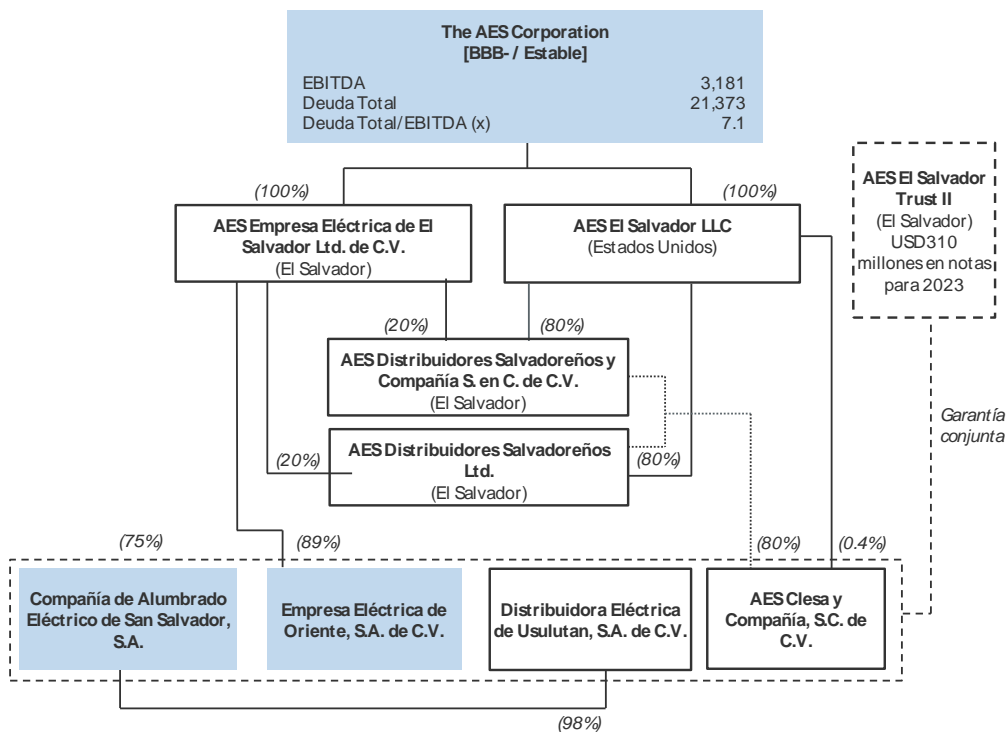 The AES Corporation
[BBB- / Estable]
EBITDA 3,181
Deuda Total 21,373
Deuda Total/EBITDA (x) 7.1
(100%)
(100%)
AES Empresa Eléctrica de El
Salvador Ltd. de C.V.
(El Salvador)
AES El Salvador LLC
(Estados Unidos)
AES El Salvador
Trust II
(El Salvador)
USD310
millones en notas
para 2023
(20%)
(80%)
AES Distribuidores Salvadoreños y
Compañía S. en C. de C.V.
(El Salvador)
Garantía
conjunta
(20%)
AES Distribuidores Salvadoreños
Ltd.
(El Salvador)
(80%)
(75%)
(89%)
(80%)
(0.4%)
Compañía de Alumbrado
Eléctrico de San Salvador,
S.A.
Empresa Eléctrica de
Oriente, S.A. de C.V.
Distribuidora Eléctrica
de Usulutan, S.A. de C.V.
AES Clesa y
Compañía, S.C. de
C.V.
(98%)